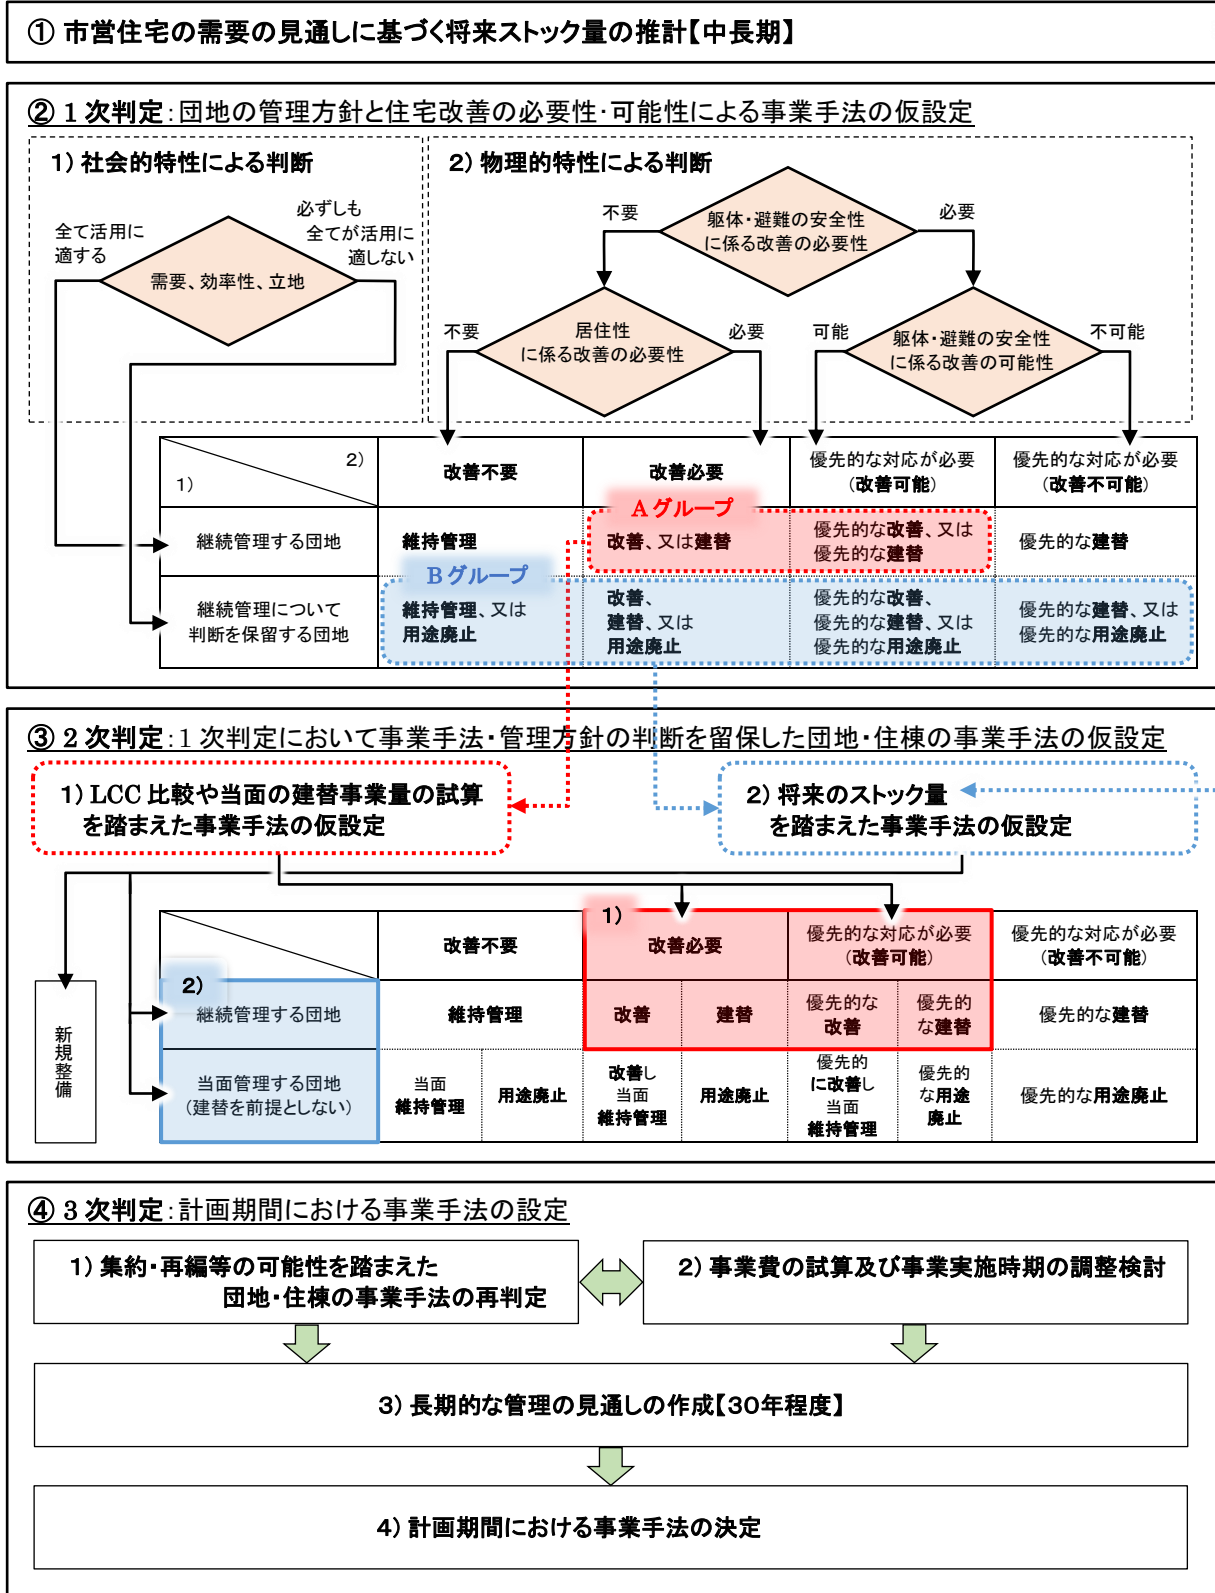 ① 市営住宅の需要の見通しに基づく将来ストック量の推計【中長期】
② 1 次判定：団地の管理方針と住宅改善の必要性・可能性による事業手法の仮設定
1) 社会的特性による判断
2) 物理的特性による判断
全て活用に
適する
必ずしも
全てが活用に
適しない
需要、効率性、立地
不要
躯体・避難の安全性
に係る改善の必要性
必要
不要
居住性
に係る改善の必要性
必要
可能
躯体・避難の安全性
に係る改善の可能性
不可能
2)
1)
改善不要
改善必要
優先的な対応が必要
（改善可能）
優先的な対応が必要
（改善不可能）
A グループ
継続管理する団地
維持管理
改善、又は建替
優先的な改善、又は
優先的な建替
優先的な建替
B グループ
継続管理について
判断を保留する団地
維持管理、又は
用途廃止
改善、
建替、又は
用途廃止
優先的な改善、
優先的な建替、又は
優先的な用途廃止
優先的な建替、又は
優先的な用途廃止
③ 2 次判定：1 次判定において事業手法・管理方針の判断を留保した団地・住棟の事業手法の仮設定
1) LCC 比較や当面の建替事業量の試算
を踏まえた事業手法の仮設定
2) 将来のストック量
を踏まえた事業手法の仮設定
新規整備
改善不要
1)
改善必要
優先的な対応が必要
（改善可能）
優先的な対応が必要
（改善不可能）
2)
継続管理する団地
維持管理
改善
建替
優先的な
改善
優先的
な建替
優先的な建替
当面管理する団地
(建替を前提としない)
当面
維持管理
用途廃止
改善し
当面
維持管理
用途廃止
優先的
に改善し
当面
維持管理
優先的
な用途
廃止
優先的な用途廃止
④ 3 次判定：計画期間における事業手法の設定
1) 集約・再編等の可能性を踏まえた
団地・住棟の事業手法の再判定
2) 事業費の試算及び事業実施時期の調整検討
3) 長期的な管理の見通しの作成【30年程度】
4) 計画期間における事業手法の決定